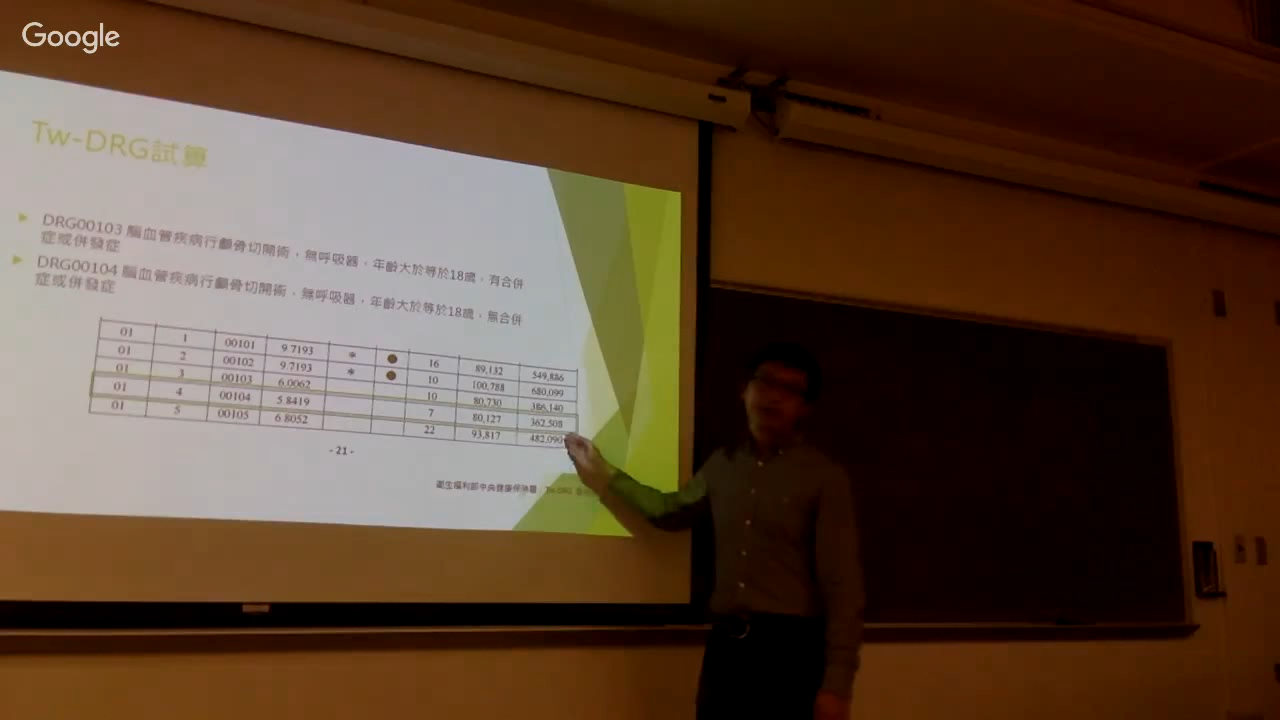 Google
Tw-DRG試算
DRG00103 腦血管疾病行顱骨切開術，無呼吸器，年齡大於等於18歲，有合併
症或併發症
DRG00104 腦血管疾病行顱骨切開術，無呼吸器，年齡大於等於18歲，無合併
症或併發症
01 1 00101 9.7193 * ● 16 89,132 549,886
01 2 00102 9.7193 * ● 10 100,788 680,099
01 3 00103 6.0062 10 80,730 386,140
01 4 00104 5.8419 7 80,127 362,508
01 5 00105 6.8052 22 93,817 482,090
- 21 -
衛生福利部中央健康保險署 Tw-DRG